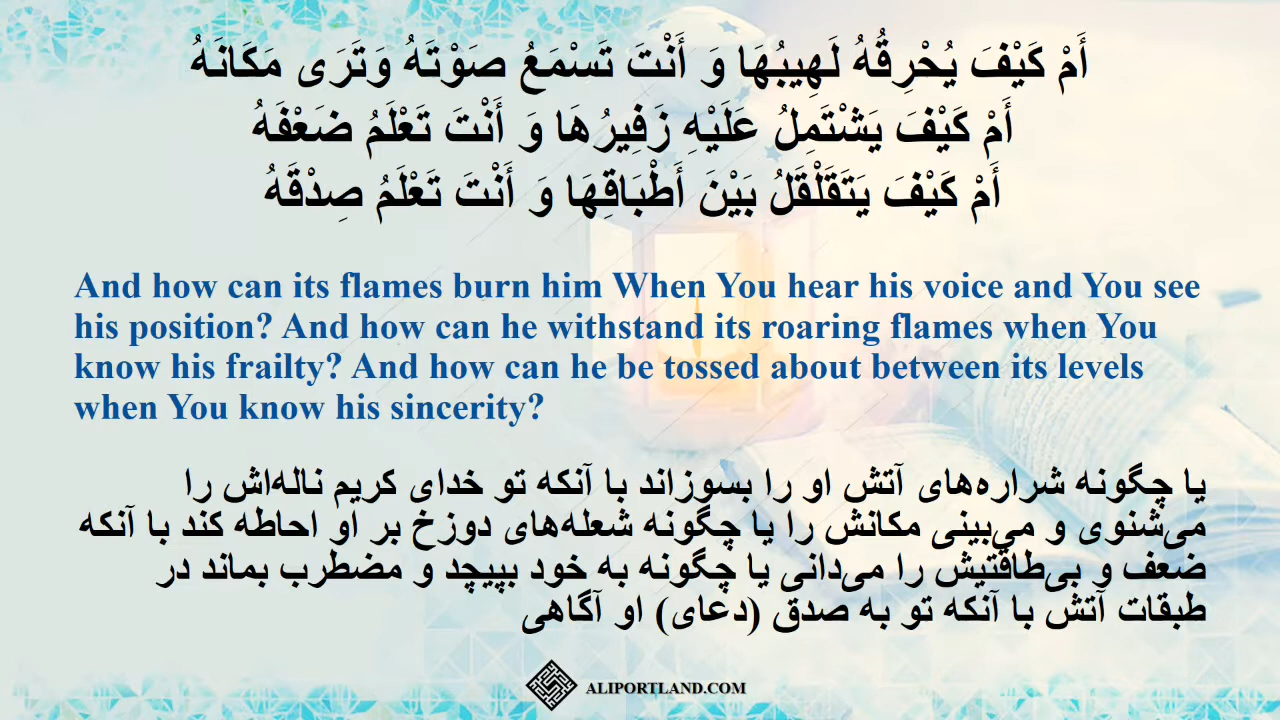 أَمْ كَيْفَ يُحْرِقُهُ لَهِيبُهَا وَ أَنْتَ تَسْمَعُ صَوْتَهُ وَتَرَى مَكَانَهُ
أَمْ كَيْفَ يَشْتَمِلُ عَلَيْهِ زَفِيرُهَا وَ أَنْتَ تَعْلَمُ ضَعْفَهُ
أَمْ كَيْفَ يَتَقَلْقَلُ بَيْنَ أَطْبَاقِهَا وَ أَنْتَ تَعْلَمُ صِدْقَهُ
And how can its flames burn him When You hear his voice and You see
his position? And how can he withstand its roaring flames when You
know his frailty? And how can he be tossed about between its levels
when You know his sincerity?
یا چگونه شراره‌های آتش او را بسوزاند با آنکه تو خدای کریم ناله‌اش را
می‌شنوی و می‌بینی مکانش را یا چگونه شعله‌های دوزخ بر او احاطه کند با آنکه
ضعف و بی‌طاقتیش را می‌دانی یا چگونه به خود بپیچد و مضطرب بماند در
طبقات آتش با آنکه تو به صدق (دعای) او آگاهی
ALIPORTLAND.COM